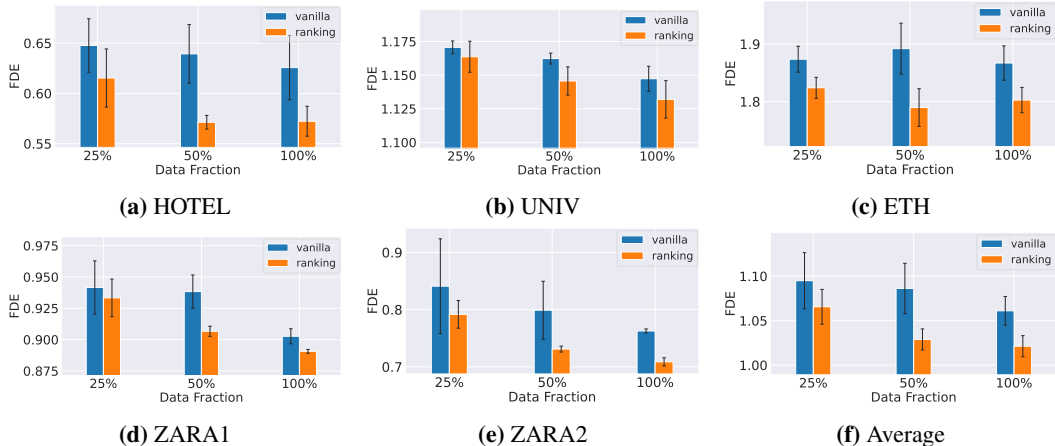 vanilla
ranking
FDE
0.65
0.60
0.55
25% 50% 100%
Data Fraction
(a) HOTEL
vanilla
ranking
FDE
1.175
1.150
1.125
1.100
25% 50% 100%
Data Fraction
(b) UNIV
vanilla
ranking
FDE
1.9
1.8
25% 50% 100%
Data Fraction
(c) ETH
vanilla
ranking
FDE
0.975
0.950
0.925
0.900
0.875
25% 50% 100%
Data Fraction
(d) ZARA1
vanilla
ranking
FDE
0.9
0.8
0.7
25% 50% 100%
Data Fraction
(e) ZARA2
vanilla
ranking
FDE
1.10
1.05
1.00
25% 50% 100%
Data Fraction
(f) Average